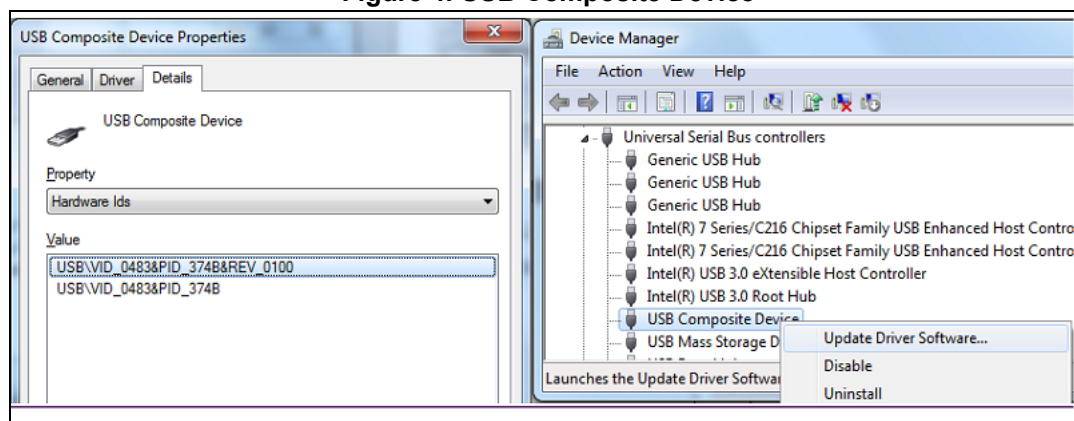 USB Composite Device Properties
General Driver Details
USB Composite Device
Property
Hardware Ids
Value
USB\VID_0483&PID_374B&REV_0100
USB\VID_0483&PID_374B
Device Manager
File Action View Help
Universal Serial Bus controllers
Generic USB Hub
Generic USB Hub
Generic USB Hub
Intel(R) 7 Series/C216 Chipset Family USB Enhanced Host Contro
Intel(R) 7 Series/C216 Chipset Family USB Enhanced Host Contro
Intel(R) USB 3.0 eXtensible Host Controller
Intel(R) USB 3.0 Root Hub
USB Composite Device
USB Mass Storage D
Launches the Update Driver Softwar
Update Driver Software...
Disable
Uninstall